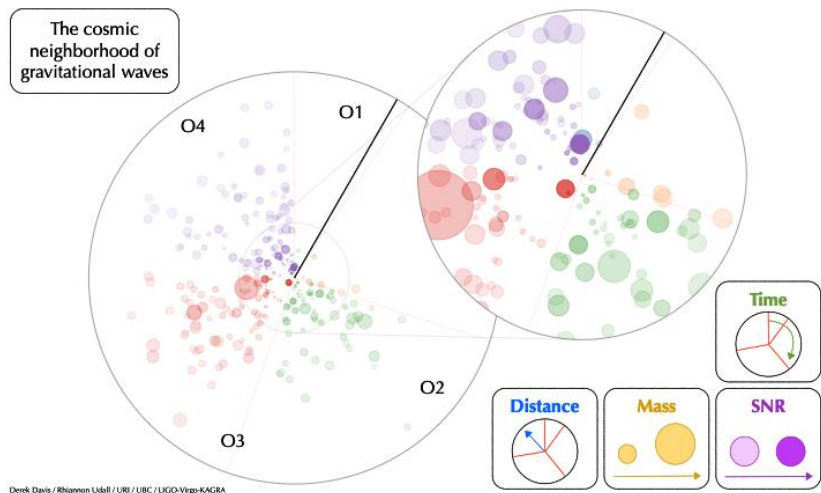 The cosmic
neighborhood of
gravitational waves
O4
O1
O2
O3
Time
Distance
Mass
SNR
Derek Davis / Rhiannon Udall / URI / UBC / LIGO-Virgo-KAGRA